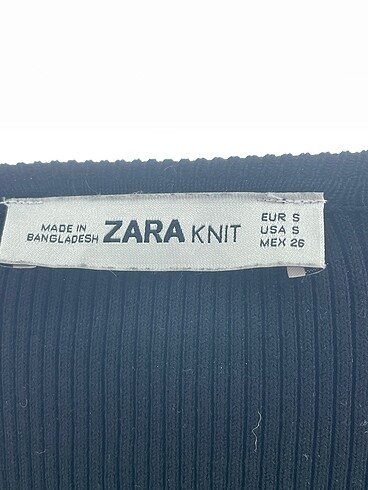 MADE IN
BANGLADESH
ZARA KNIT
EUR S
USA S
MEX 26